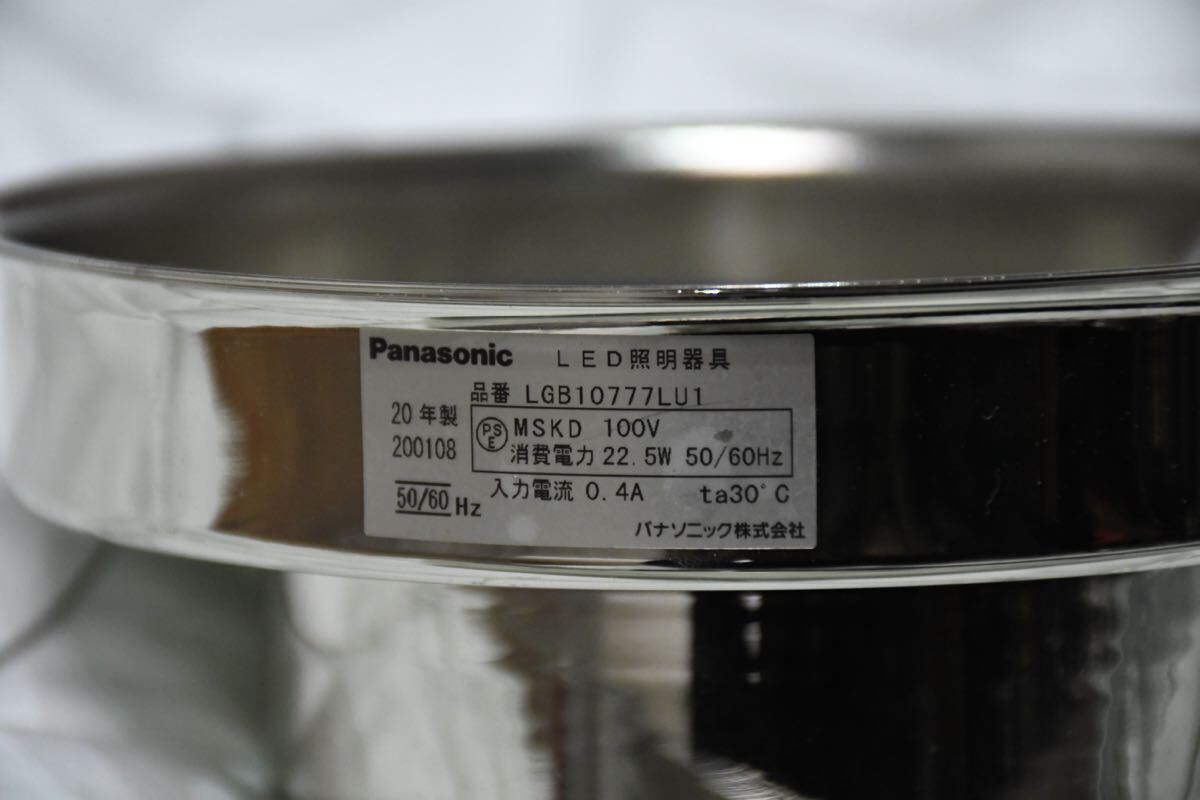 Panasonic LED照明器具
品番 LGB10777LU1
20年製
200108
PSE MSKD 100V
消費電力 22.5W 50/60Hz
50/60 Hz
入力電流 0.4A ta30°C
パナソニック株式会社